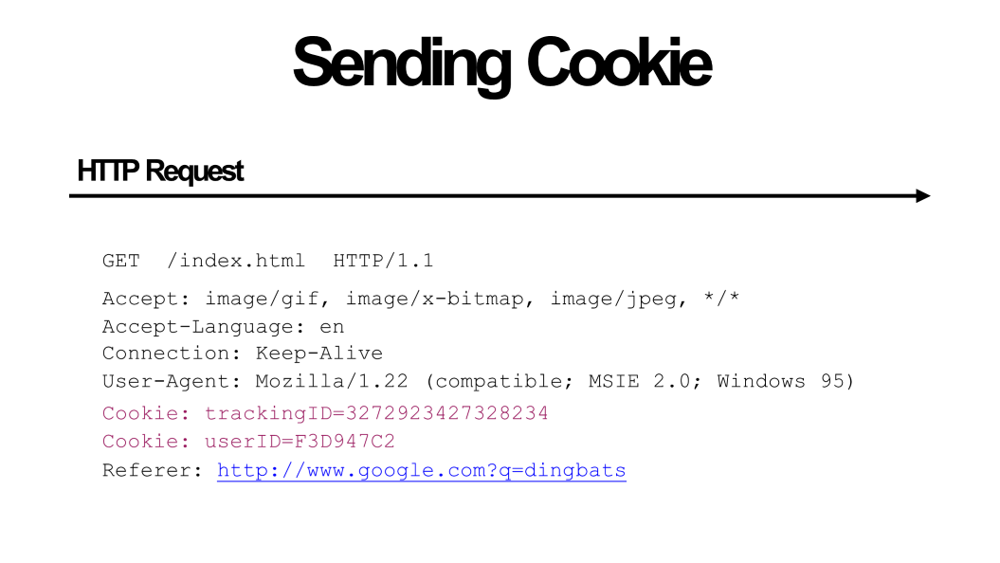 Sending Cookie
HTTP Request
GET /index.html HTTP/1.1
Accept: image/gif, image/x-bitmap, image/jpeg, */*
Accept-Language: en
Connection: Keep-Alive
User-Agent: Mozilla/1.22 (compatible; MSIE 2.0; Windows 95)
Cookie: trackingID=3272923427328234
Cookie: userID=F3D947C2
Referer: http://www.google.com?q=dingbats